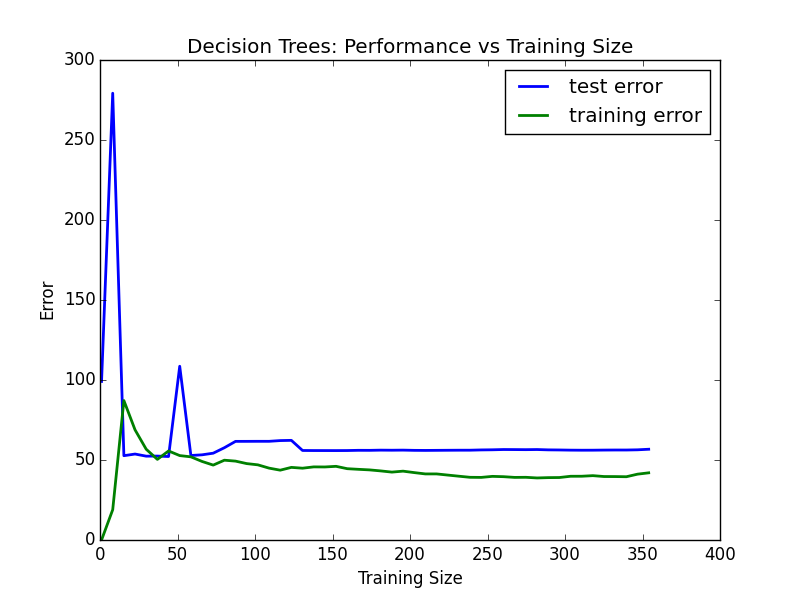 Decision Trees: Performance vs Training Size
300
250
200
150
100
50
0
Error
test error
training error
0 50 100 150 200 250 300 350 400
Training Size